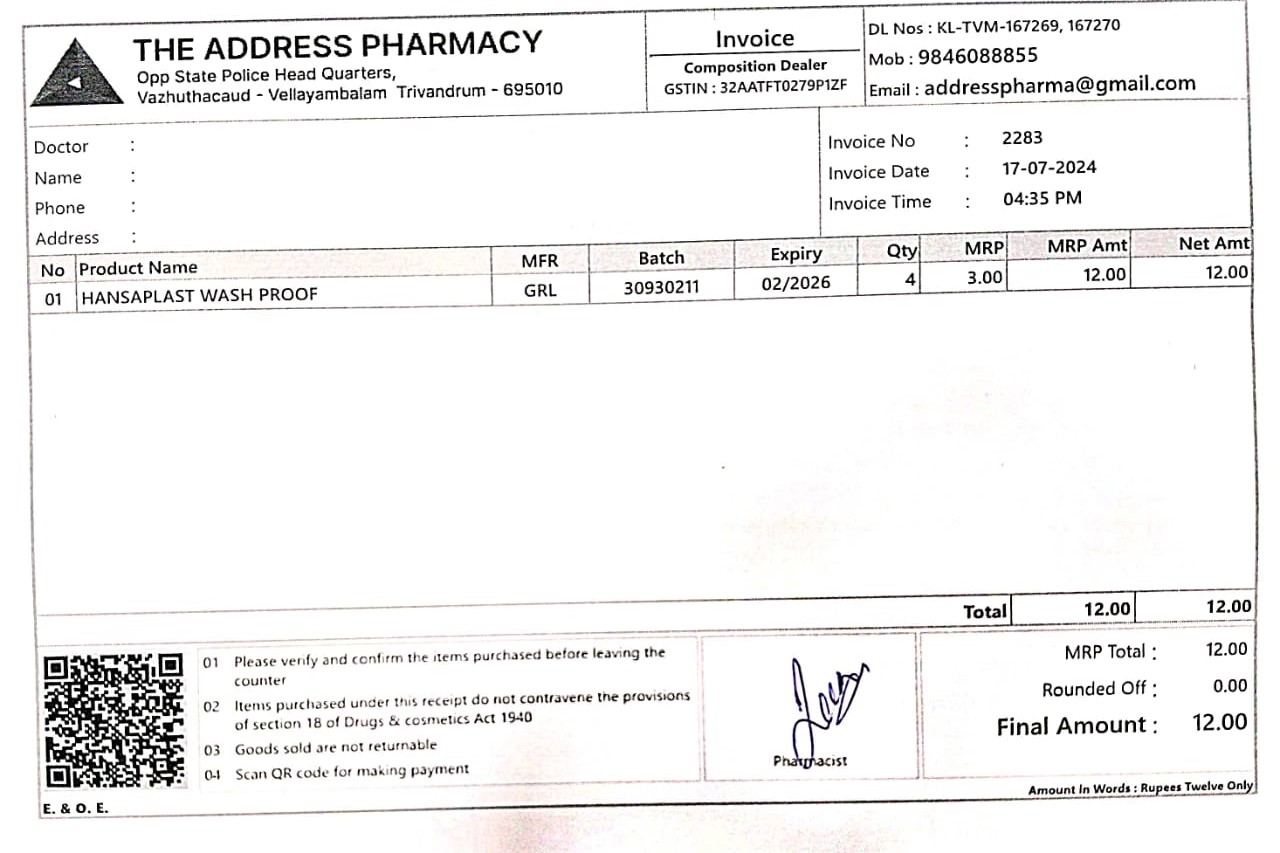 THE ADDRESS PHARMACY
Opp State Police Head Quarters,
Vazhuthacaud - Vellayambalam Trivandrum - 695010
Invoice
Composition Dealer
GSTIN : 32AATFT0279P1ZF
DL Nos : KL-TVM-167269, 167270
Mob : 9846088855
Email : addresspharma@gmail.com
Doctor :
Name :
Phone :
Address :
Invoice No : 2283
Invoice Date : 17-07-2024
Invoice Time : 04:35 PM
No Product Name MFR Batch Expiry Qty MRP MRP Amt Net Amt
01 HANSAPLAST WASH PROOF GRL 30930211 02/2026 4 3.00 12.00 12.00
Total 12.00 12.00
01 Please verify and confirm the items purchased before leaving the
counter
02 Items purchased under this receipt do not contravene the provisions
of section 18 of Drugs & cosmetics Act 1940
03 Goods sold are not returnable
04 Scan QR code for making payment
Pharmacist
MRP Total : 12.00
Rounded Off : 0.00
Final Amount : 12.00
E. & O. E.
Amount In Words : Rupees Twelve Only